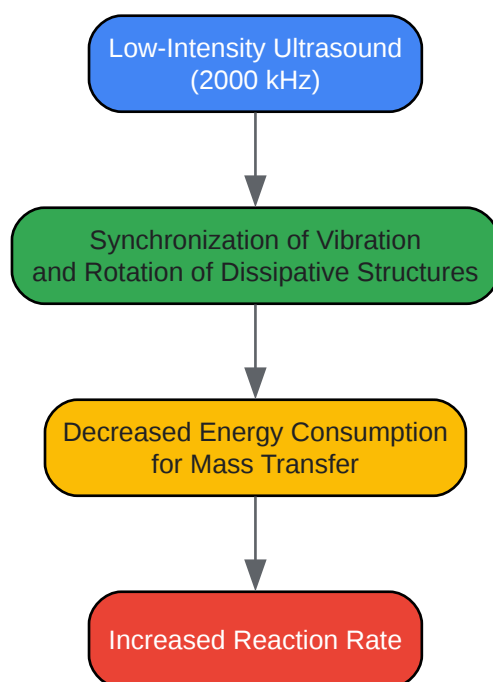 Low-Intensity Ultrasound
(2000 kHz)
Synchronization of Vibration
and Rotation of Dissipative Structures
Decreased Energy Consumption
for Mass Transfer
Increased Reaction Rate